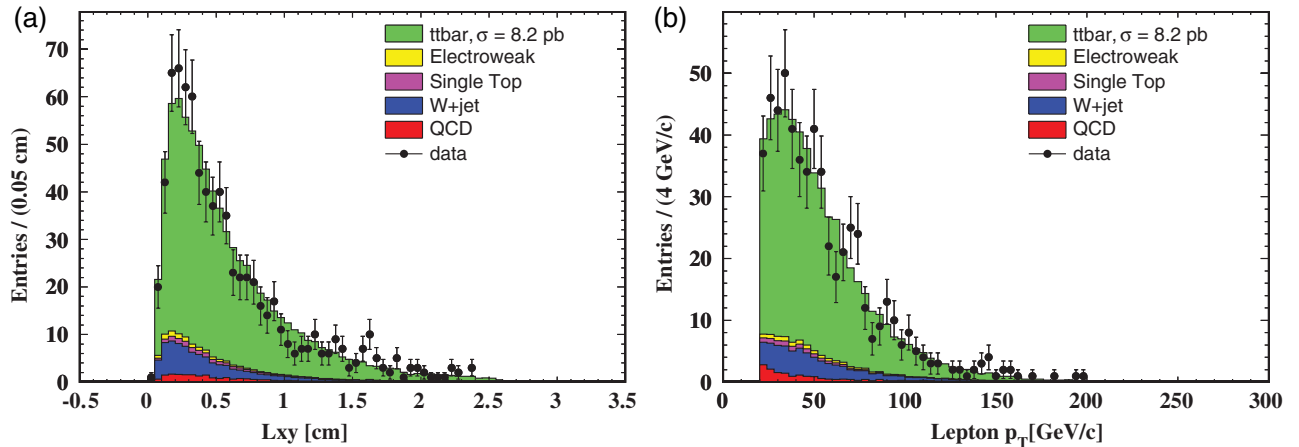 (a)
Entries / (0.05 cm)
70
60
50
40
30
20
10
0
-0.5 0 0.5 1 1.5 2 2.5 3 3.5
Lxy [cm]
ttbar, σ = 8.2 pb
Electroweak
Single Top
W+jet
QCD
data
(b)
Entries / (4 GeV/c)
50
40
30
20
10
0
0 50 100 150 200 250 300
Lepton pT[GeV/c]
ttbar, σ = 8.2 pb
Electroweak
Single Top
W+jet
QCD
data